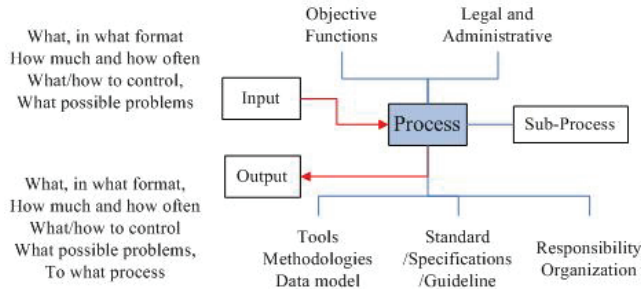 Objective
Functions
Legal and
Administrative
What, in what format
How much and how often
What/how to control,
What possible problems
Input
Process
Sub-Process
Output
What, in what format,
How much and how often
What/how to control
What possible problems,
To what process
Tools
Methodologies
Data model
Standard
/Specifications
/Guideline
Responsibility
Organization